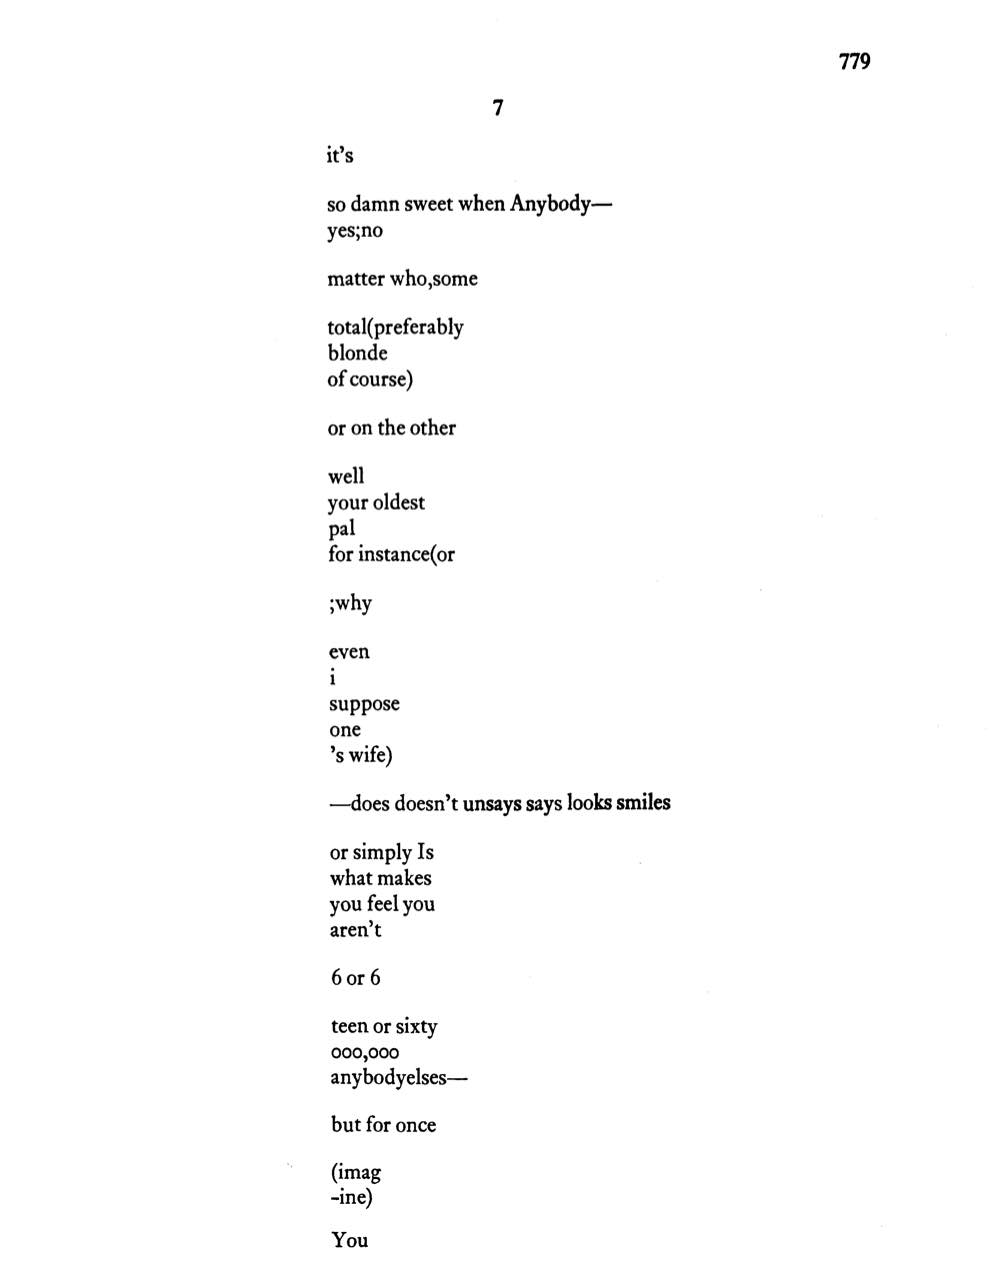 779
7
it’s
so damn sweet when Anybody—
yes;no
matter who,some
total(preferably
blonde
of course)
or on the other
well
your oldest
pal
for instance(or
;why
even
i
suppose
one
’s wife)
—does doesn’t unsays says looks smiles
or simply Is
what makes
you feel you
aren’t
6 or 6
teen or sixty
000,000
anybodyelses—
but for once
(imag
-ine)
You